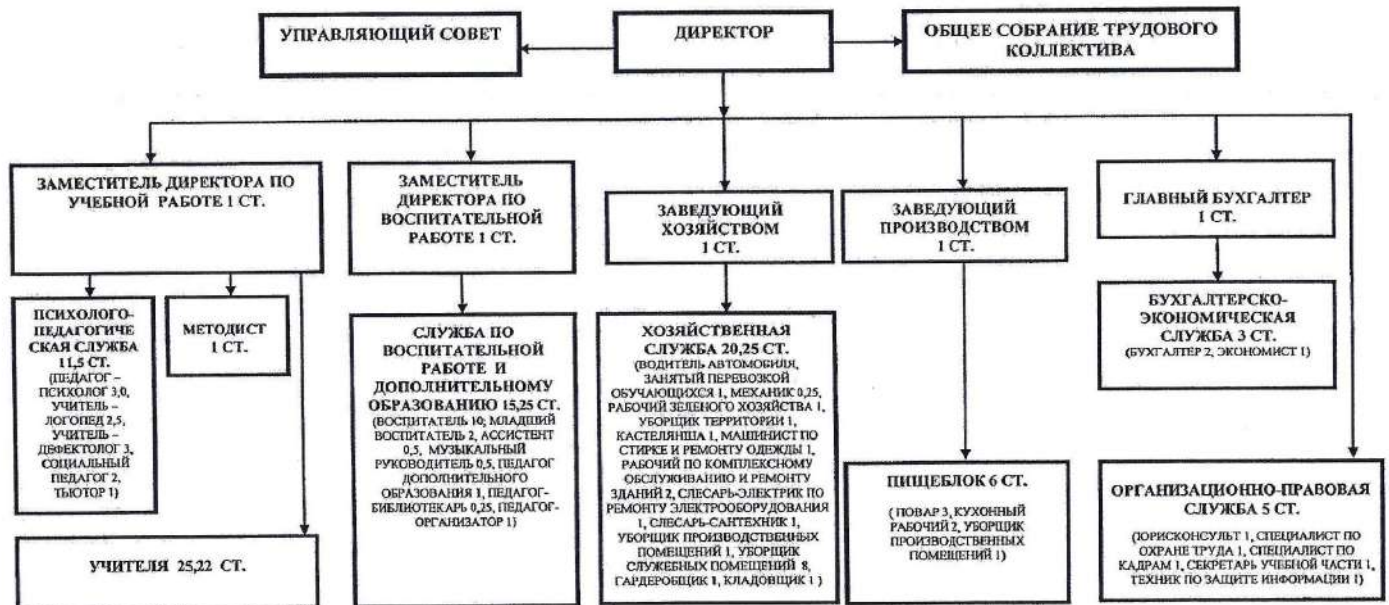 УПРАВЛЯЮЩИЙ СОВЕТ
ДИРЕКТОР
ОБЩЕЕ СОБРАНИЕ ТРУДОВОГО
КОЛЛЕКТИВА
ЗАМЕСТИТЕЛЬ ДИРЕКТОРА ПО
УЧЕБНОЙ РАБОТЕ 1 СТ.
ЗАМЕСТИТЕЛЬ
ДИРЕКТОРА ПО
ВОСПИТАТЕЛЬНОЙ
РАБОТЕ 1 СТ.
ЗАВЕДУЮЩИЙ
ХОЗЯЙСТВОМ
1 СТ.
ЗАВЕДУЮЩИЙ
ПРОИЗВОДСТВОМ
1 СТ.
ГЛАВНЫЙ БУХГАЛТЕР
1 СТ.
ПСИХОЛОГО-
ПЕДАГОГИЧЕ
СКАЯ СЛУЖБА
11,5 СТ.
(ПЕДАГОГ –
ПСИХОЛОГ 3,0,
УЧИТЕЛЬ –
ЛОГОПЕД 2,5,
УЧИТЕЛЬ –
ДЕФЕКТОЛОГ 3,
СОЦИАЛЬНЫЙ
ПЕДАГОГ 2,
ТЬЮТОР 1)
МЕТОДИСТ
1 СТ.
УЧИТЕЛЯ 25,22 СТ.
СЛУЖБА ПО
ВОСПИТАТЕЛЬНОЙ
РАБОТЕ И
ДОПОЛНИТЕЛЬНОМУ
ОБРАЗОВАНИЮ 15,25 СТ.
(ВОСПИТАТЕЛЬ 10; МЛАДШИЙ
ВОСПИТАТЕЛЬ 2, АССИСТЕНТ
0,5, МУЗЫКАЛЬНЫЙ
РУКОВОДИТЕЛЬ 0,5, ПЕДАГОГ
ДОПОЛНИТЕЛЬНОГО
ОБРАЗОВАНИЯ 1, ПЕДАГОГ-
БИБЛИОТЕКАРЬ 0,25, ПЕДАГОГ-
ОРГАНИЗАТОР 1)
ХОЗЯЙСТВЕННАЯ
СЛУЖБА 20,25 СТ.
(ВОДИТЕЛЬ АВТОМОБИЛЯ,
ЗАНЯТЫЙ ПЕРЕВОЗКОЙ
ОБУЧАЮЩИХСЯ 1, МЕХАНИК 0,25,
РАБОЧИЙ ЗЕЛЕНОГО ХОЗЯЙСТВА 1,
УБОРЩИК ТЕРРИТОРИИ 1,
КАСТЕЛЯНША 1, МАШИНИСТ ПО
СТИРКЕ И РЕМОНТУ ОДЕЖДЫ 1,
РАБОЧИЙ ПО КОМПЛЕКСНОМУ
ОБСЛУЖИВАНИЮ И РЕМОНТУ
ЗДАНИЙ 2, СЛЕСАРЬ-ЭЛЕКТРИК ПО
РЕМОНТУ ЭЛЕКТРООБОРУДОВАНИЯ
1, СЛЕСАРЬ-САНТЕХНИК 1,
УБОРЩИК ПРОИЗВОДСТВЕННЫХ
ПОМЕЩЕНИЙ 1, УБОРЩИК
СЛУЖЕБНЫХ ПОМЕЩЕНИЙ 8,
ГАРДЕРОБЩИК 1, КЛАДОВЩИК 1 )
ПИЩЕБЛОК 6 СТ.
( ПОВАР 3, КУХОННЫЙ
РАБОЧИЙ 2, УБОРЩИК
ПРОИЗВОДСТВЕННЫХ
ПОМЕЩЕНИЙ 1)
БУХГАЛТЕРСКО-
ЭКОНОМИЧЕСКАЯ
СЛУЖБА 3 СТ.
(БУХГАЛТЕР 2, ЭКОНОМИСТ 1)
ОРГАНИЗАЦИОННО-ПРАВОВАЯ
СЛУЖБА 5 СТ.
(ЮРИСКОНСУЛЬТ 1, СПЕЦИАЛИСТ ПО
ОХРАНЕ ТРУДА 1, СПЕЦИАЛИСТ ПО
КАДРАМ 1, СЕКРЕТАРЬ УЧЕБНОЙ ЧАСТИ 1,
ТЕХНИК ПО ЗАЩИТЕ ИНФОРМАЦИИ 1)